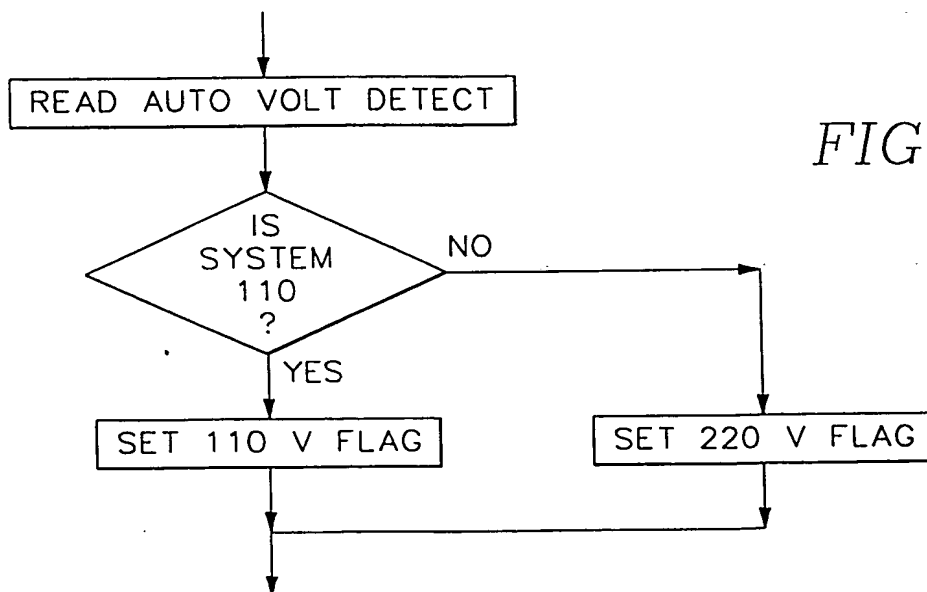 READ AUTO VOLT DETECT
FIG
IS
SYSTEM
110
?
NO
YES
SET 110 V FLAG
SET 220 V FLAG